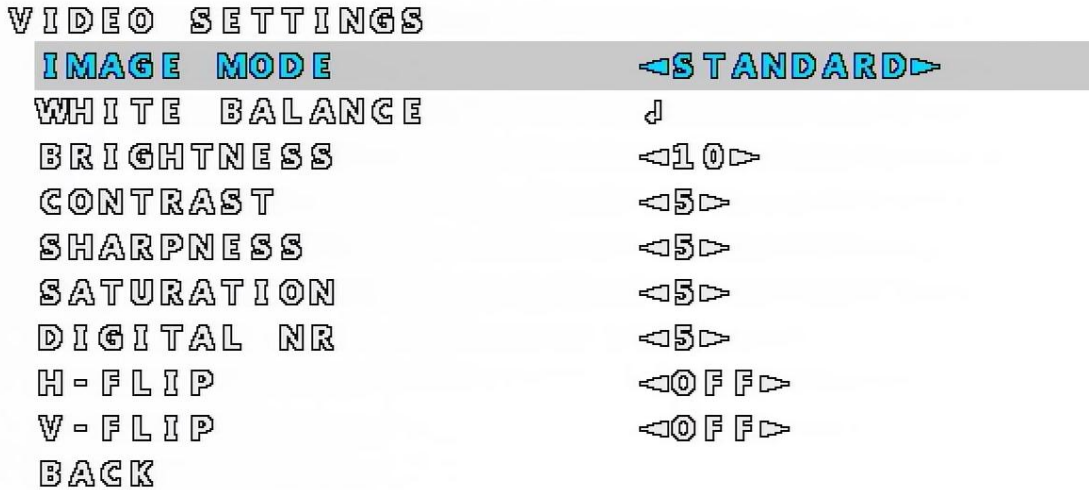 VIDEO SETTINGS
IMAGE MODE ◅STANDARD▻
WHITE BALANCE ↲
BRIGHTNESS ◅10▻
CONTRAST ◅5▻
SHARPNESS ◅5▻
SATURATION ◅5▻
DIGITAL NR ◅5▻
H-FLIP ◅OFF▻
V-FLIP ◅OFF▻
BACK